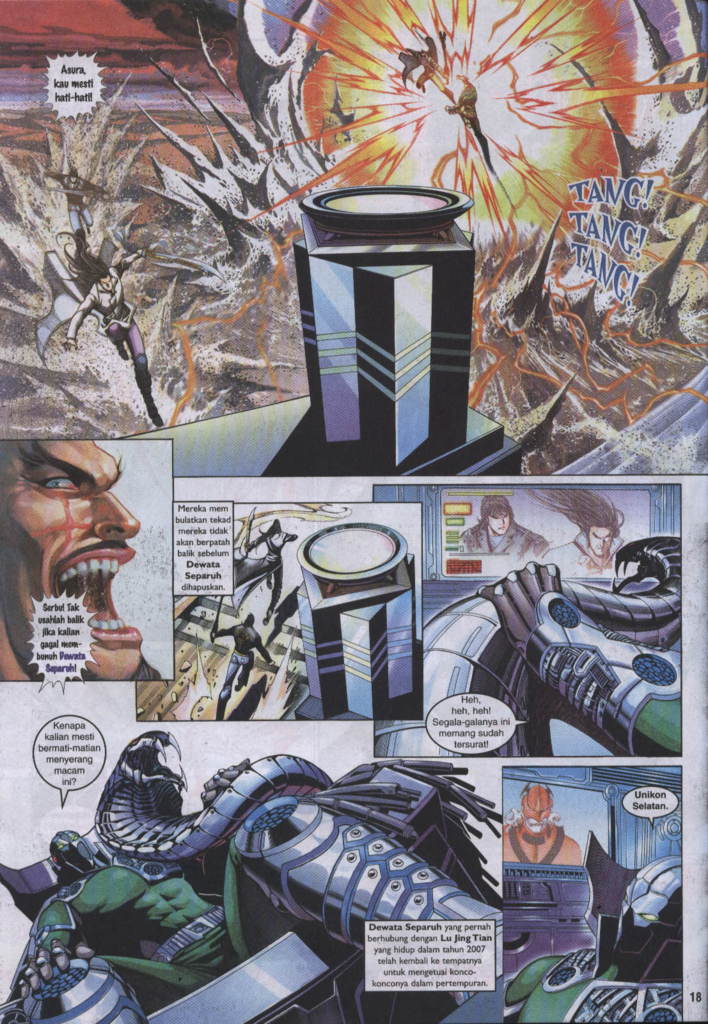 Asura,
kau mesti
hati-hati!
TANG!
TANG!
TANG!
Serbu! Tak
usahlah balik
jika kalian
gagal mem-
bunuh Dewata
Separuh!
Mereka mem
bulatkan tekad
mereka tidak
akan berpatah
balik sebelum
Dewata
Separuh
dihapuskan.
Heh,
heh, heh!
Segala-galanya ini
memang sudah
tersurat!
Kenapa
kalian mesti
bermati-matian
menyerang
macam
ini?
Dewata Separuh yang pernah
berhubung dengan Lu Jing Tian
yang hidup dalam tahun 2007
telah kembali ke tempatnya
untuk mengetuai konco-
konconya dalam pertempuran.
Unikon
Selatan.
18